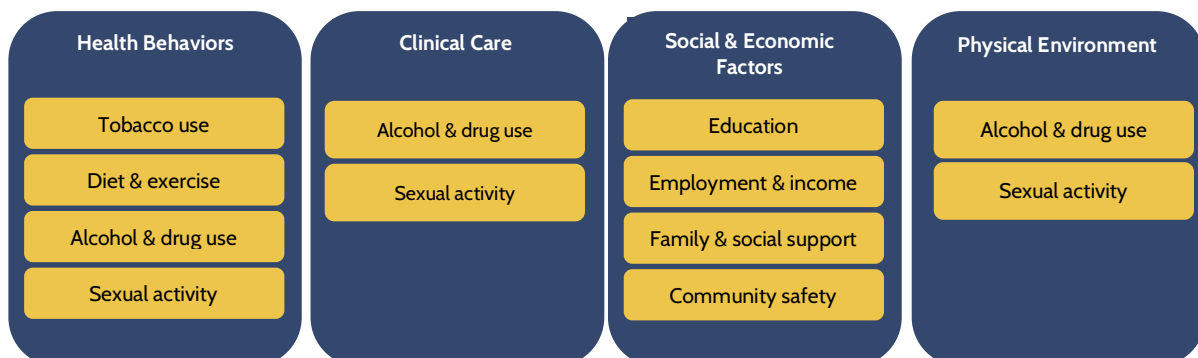 Health Behaviors
Tobacco use
Diet & exercise
Alcohol & drug use
Sexual activity
Clinical Care
Alcohol & drug use
Sexual activity
Social & Economic
Factors
Education
Employment & income
Family & social support
Community safety
Physical Environment
Alcohol & drug use
Sexual activity